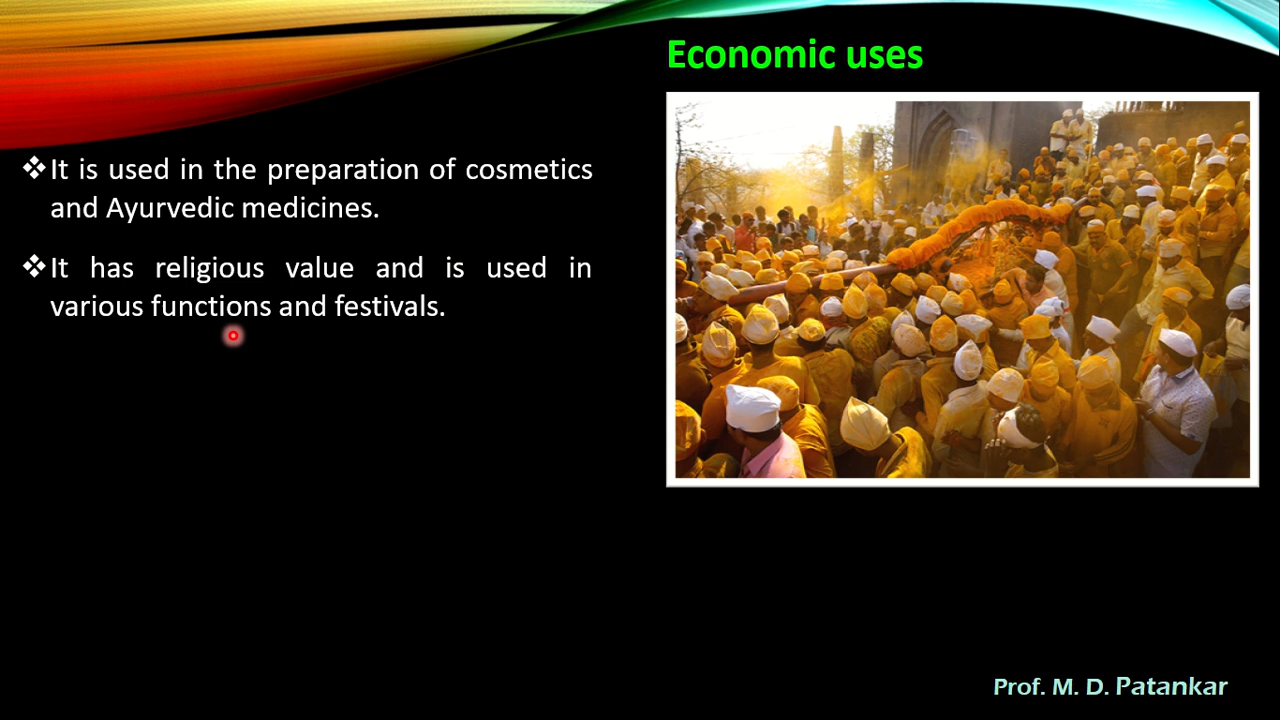 Economic uses
❖It is used in the preparation of cosmetics
and Ayurvedic medicines.
❖It has religious value and is used in
various functions and festivals.
Prof. M. D. Patankar